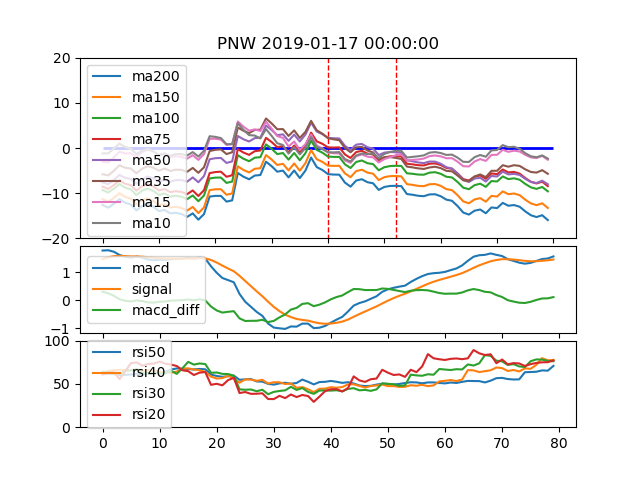 PNW 2019-01-17 00:00:00
20
10
0
−10
−20
ma200
ma150
ma100
ma75
ma50
ma35
ma15
ma10
1
0
−1
macd
signal
macd_diff
100
50
0
rsi50
rsi40
rsi30
rsi20
0 10 20 30 40 50 60 70 80